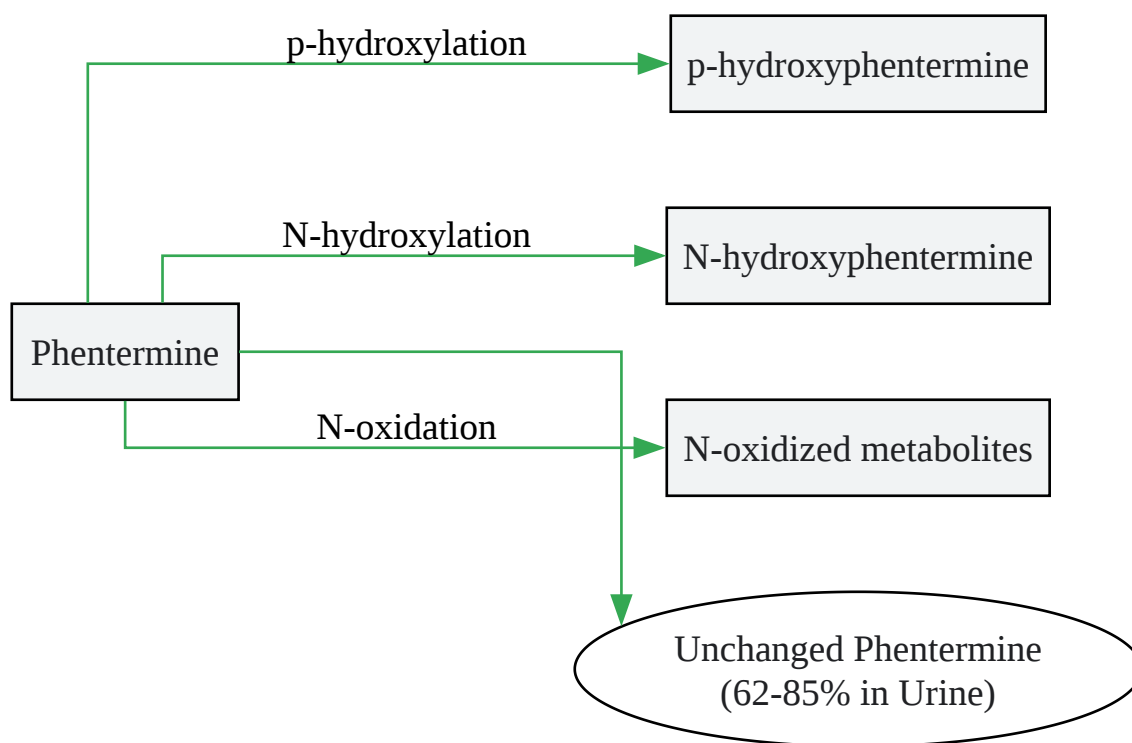 p-hydroxylation
p-hydroxyphentermine
N-hydroxylation
N-hydroxyphentermine
Phentermine
N-oxidation
N-oxidized metabolites
Unchanged Phentermine
(62-85% in Urine)